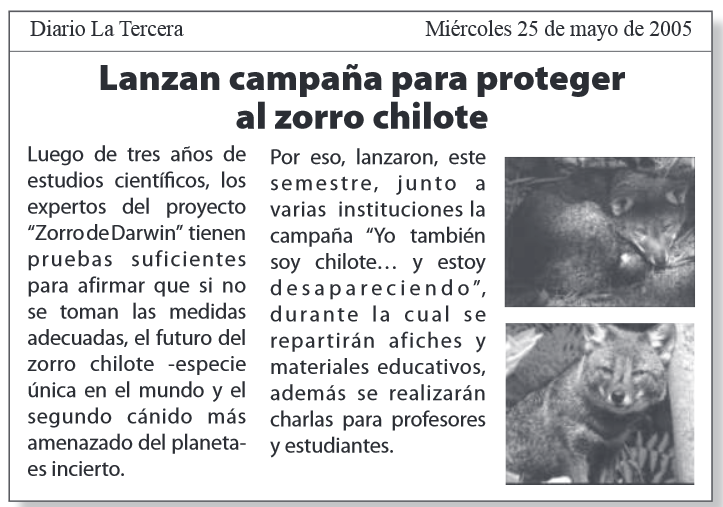 Diario La Tercera
Miércoles 25 de mayo de 2005
Lanzan campaña para proteger
al zorro chilote
Luego de tres años de
estudios científicos, los
expertos del proyecto
“Zorro de Darwin” tienen
pruebas suficientes
para afirmar que si no
se toman las medidas
adecuadas, el futuro del
zorro chilote -especie
única en el mundo y el
segundo cánido más
amenazado del planeta-
es incierto.
Por eso, lanzaron, este
semestre, junto a
varias instituciones la
campaña “Yo también
soy chilote... y estoy
desapareciendo”,
durante la cual se
repartirán afiches y
materiales educativos,
además se realizarán
charlas para profesores
y estudiantes.